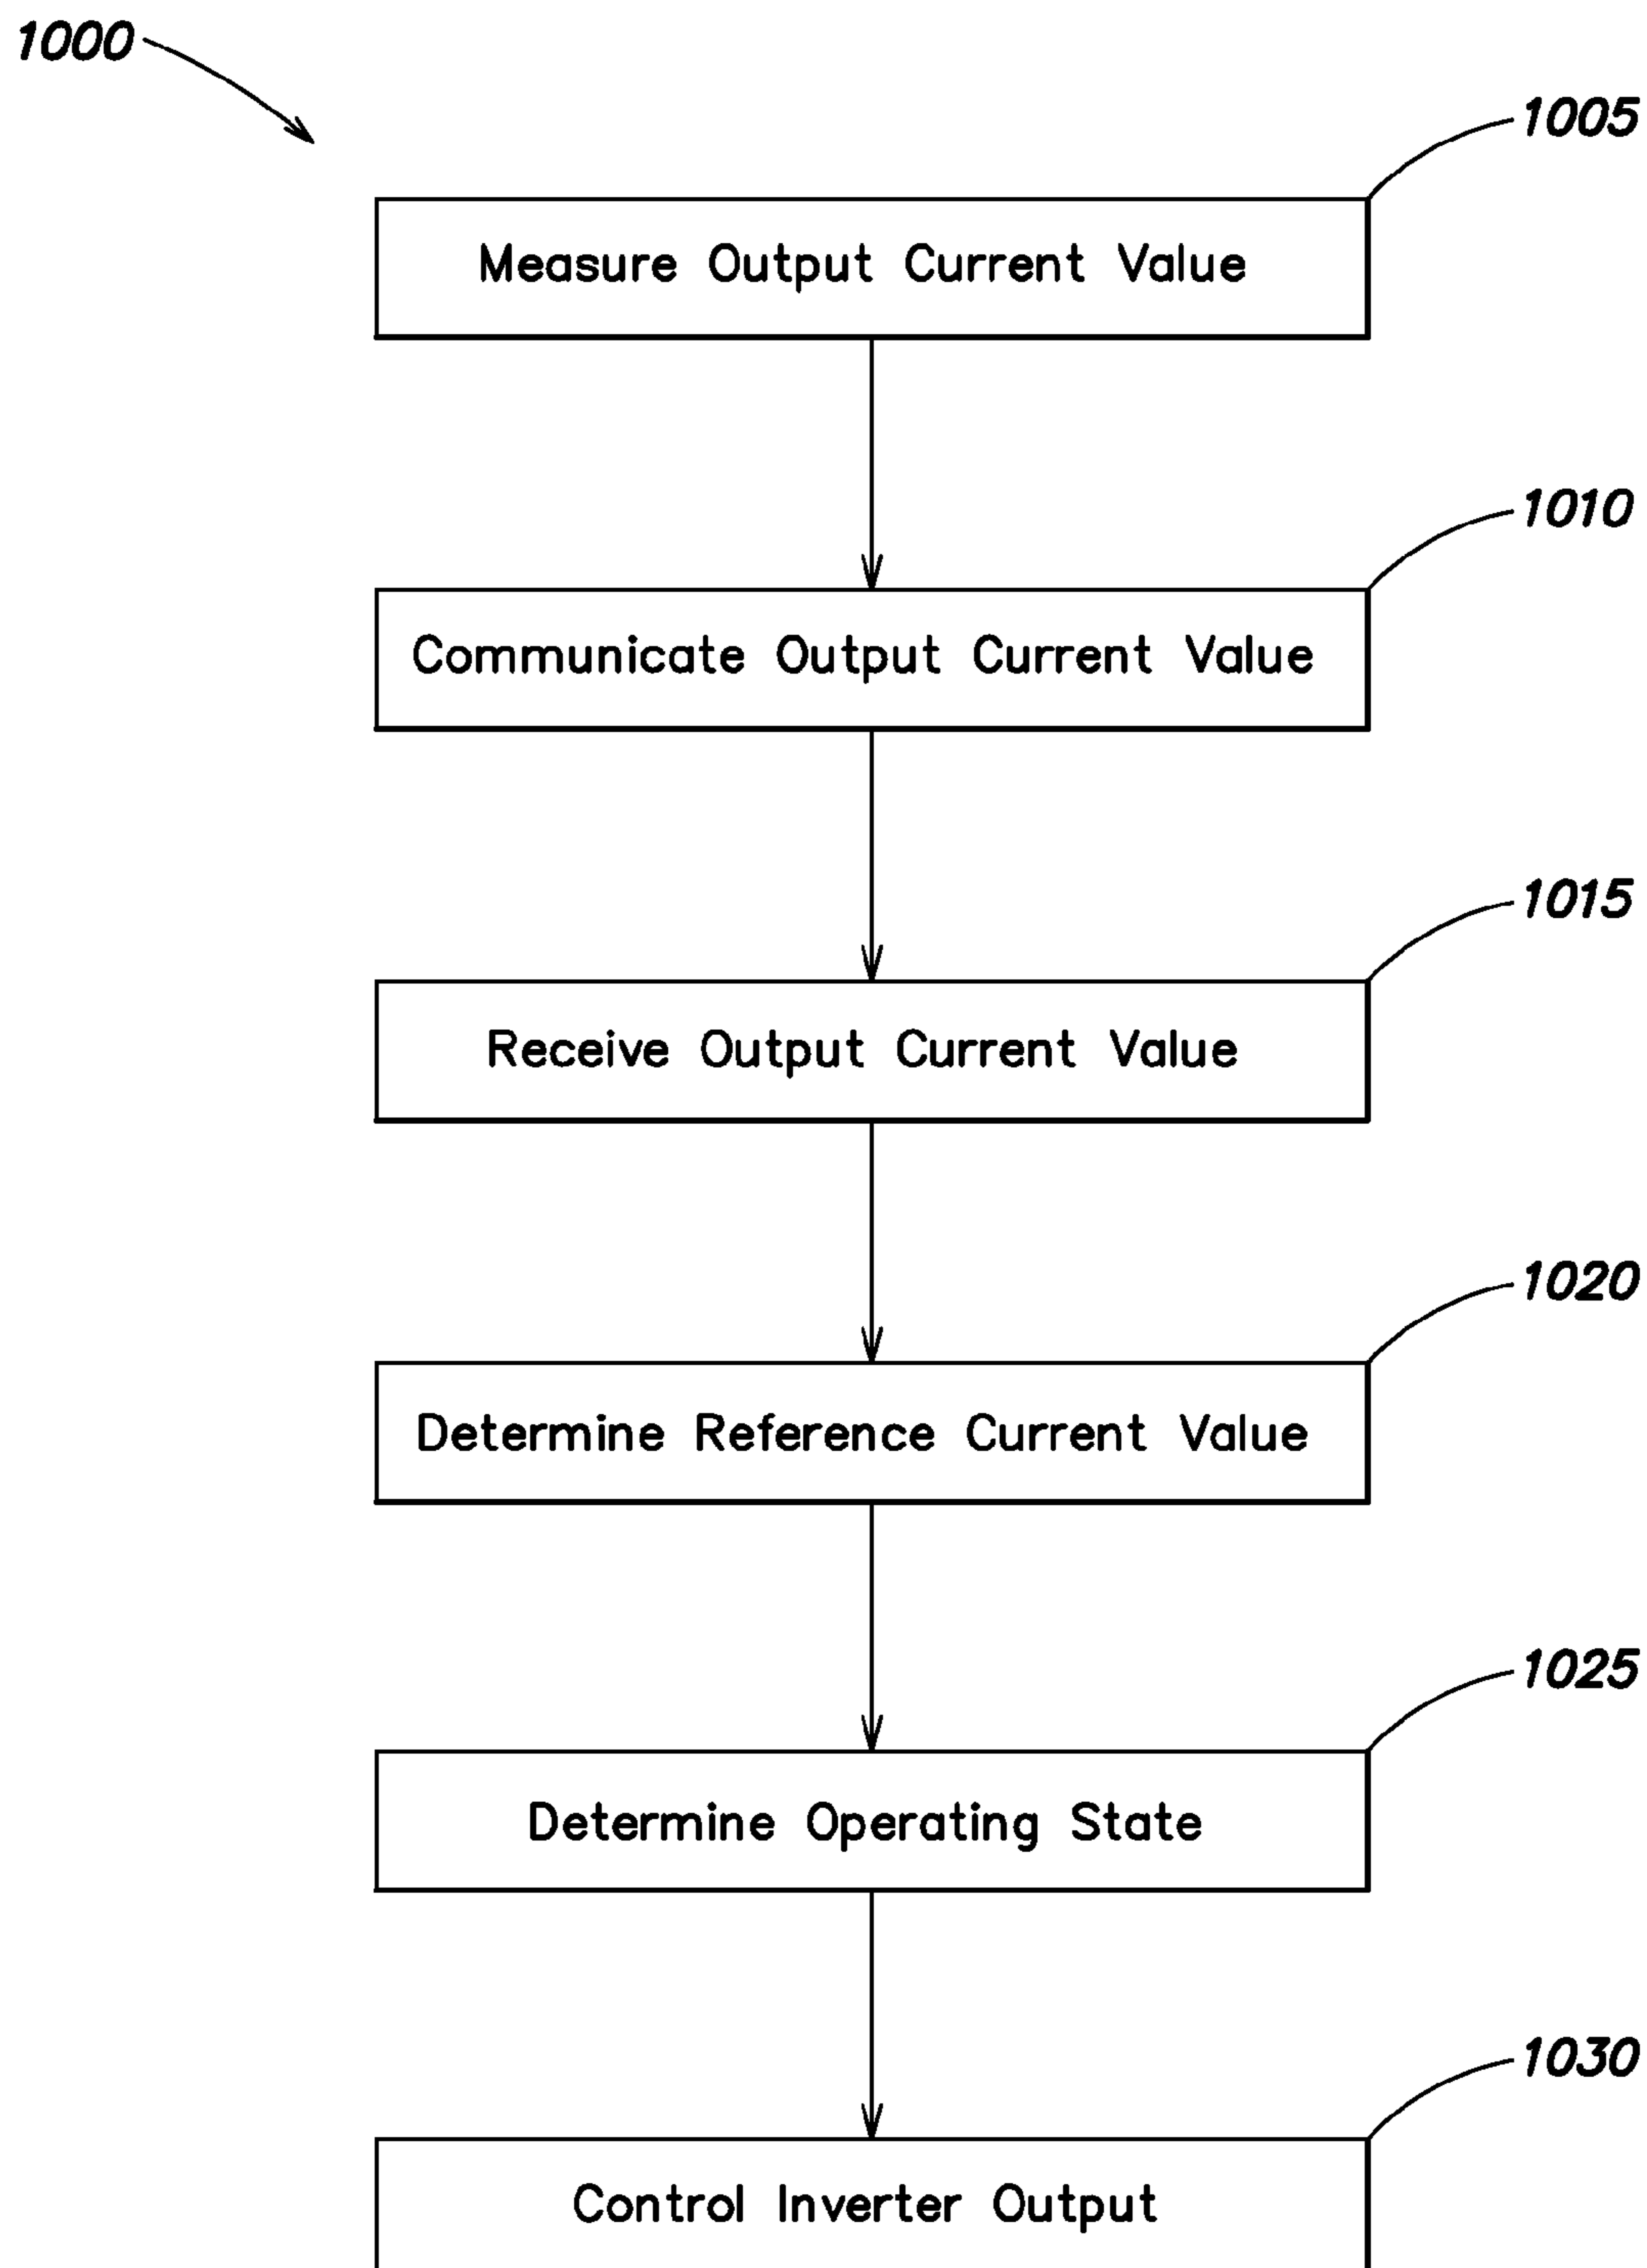 1000
1005
Measure Output Current Value
1010
Communicate Output Current Value
1015
Receive Output Current Value
1020
Determine Reference Current Value
1025
Determine Operating State
1030
Control Inverter Output